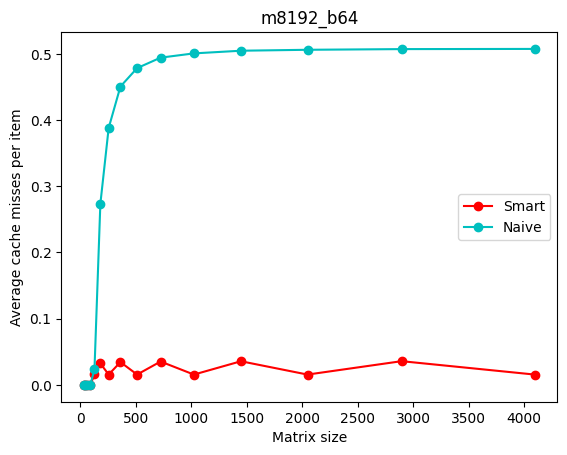 m8192_b64
Average cache misses per item
0.5
0.4
0.3
0.2
0.1
0.0
Smart
Naive
0 500 1000 1500 2000 2500 3000 3500 4000
Matrix size